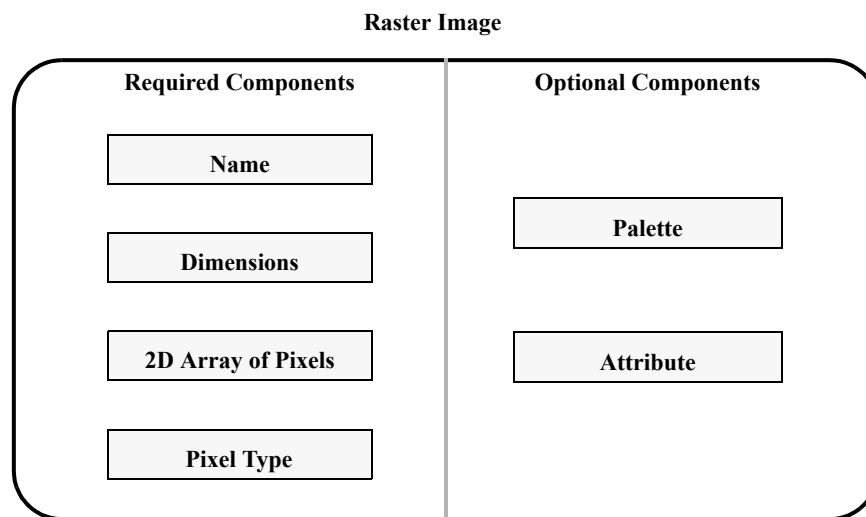 Raster Image
Required Components
Name
Dimensions
2D Array of Pixels
Pixel Type
Optional Components
Palette
Attribute